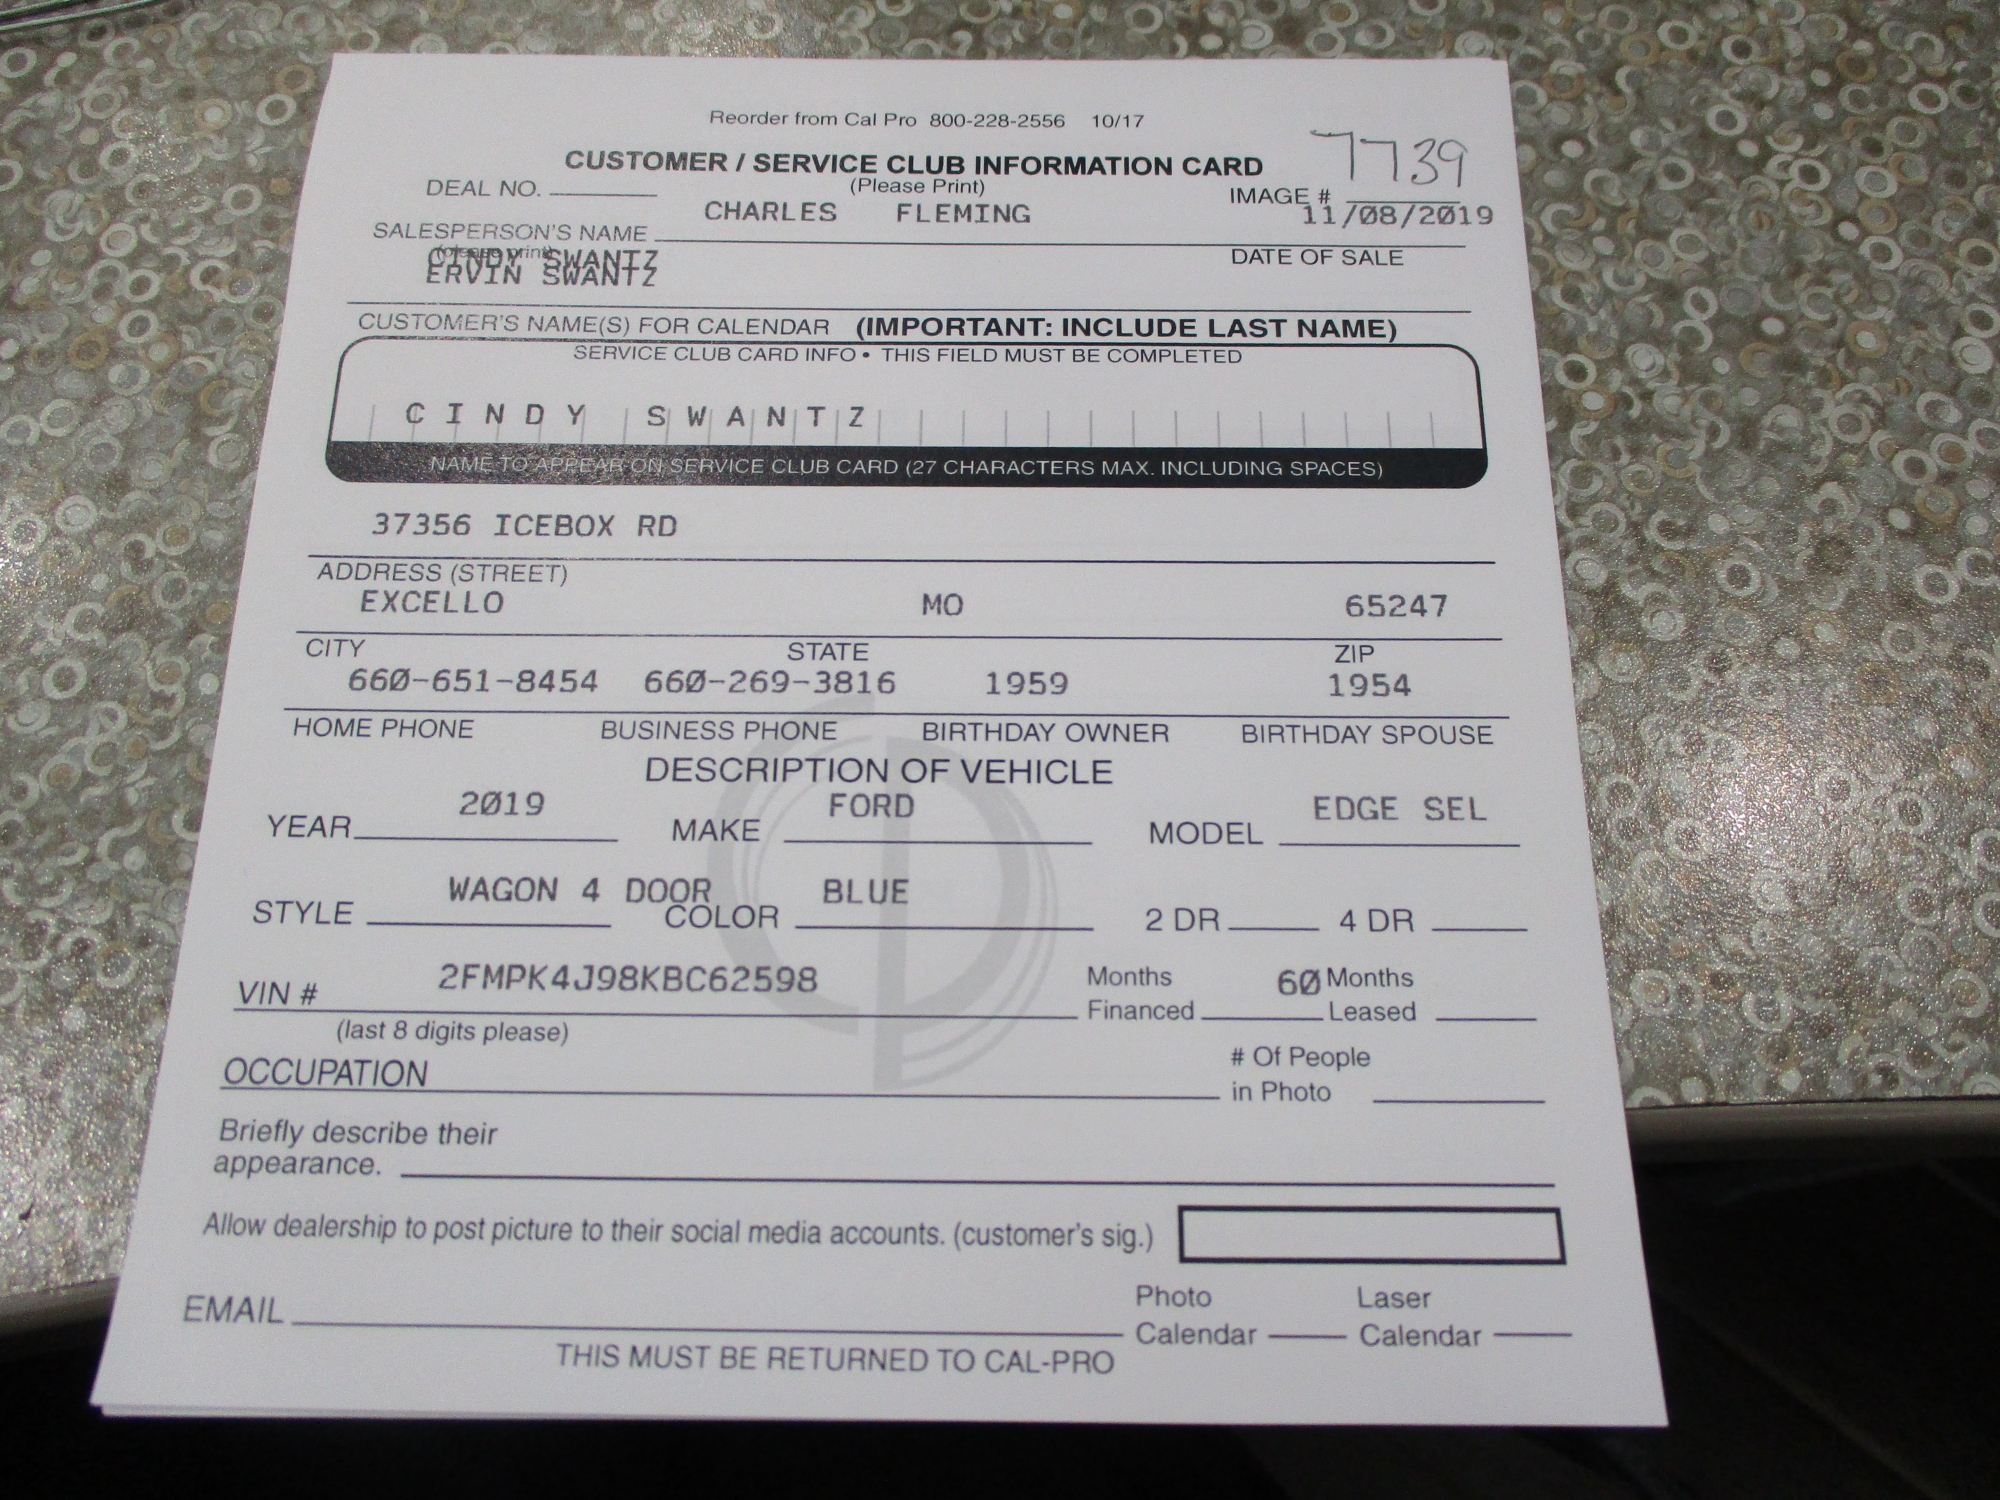 Reorder from Cal Pro 800-228-2556 10/17
7739
CUSTOMER / SERVICE CLUB INFORMATION CARD
DEAL NO. (Please Print) IMAGE #
CHARLES FLEMING 11/08/2019
SALESPERSON'S NAME
(please print) DATE OF SALE
CINDY SWANTZ
ERVIN SWANTZ
CUSTOMER'S NAME(S) FOR CALENDAR (IMPORTANT: INCLUDE LAST NAME)
SERVICE CLUB CARD INFO • THIS FIELD MUST BE COMPLETED
CINDY SWANTZ
NAME TO APPEAR ON SERVICE CLUB CARD (27 CHARACTERS MAX. INCLUDING SPACES)
37356 ICEBOX RD
ADDRESS (STREET)
EXCELLO MO 65247
CITY STATE ZIP
660-651-8454 660-269-3816 1959 1954
HOME PHONE BUSINESS PHONE BIRTHDAY OWNER BIRTHDAY SPOUSE
DESCRIPTION OF VEHICLE
2019 FORD EDGE SEL
YEAR MAKE MODEL
WAGON 4 DOOR BLUE
STYLE COLOR 2 DR 4 DR
2FMPK4J98KBC62598 Months 60 Months
VIN # Financed Leased
(last 8 digits please)
OCCUPATION # Of People
in Photo
Briefly describe their
appearance.
Allow dealership to post picture to their social media accounts. (customer's sig.)
Photo Laser
EMAIL Calendar Calendar
THIS MUST BE RETURNED TO CAL-PRO